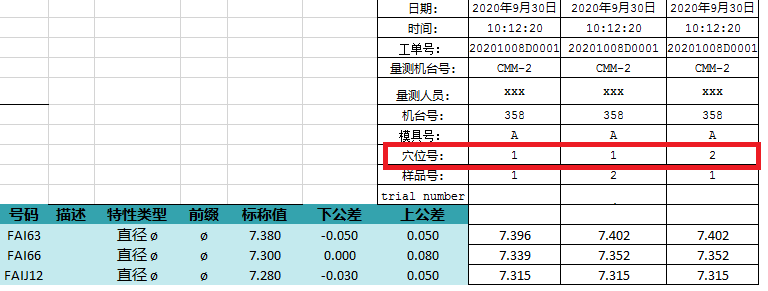 日期: 2020年9月30日 2020年9月30日 2020年9月30日
时间: 10:12:20 10:12:20 10:12:20
工单号: 20201008D0001 20201008D0001 20201008D0001
量测机台号: CMM-2 CMM-2 CMM-2
量测人员: xxx xxx xxx
机台号: 358 358 358
模具号: A A A
穴位号: 1 1 2
样品号: 1 2 1
trial number
号码 描述 特性类型 前缀 标称值 下公差 上公差
FAI63 直径 ø ø 7.380 -0.050 0.050 7.396 7.402 7.402
FAI66 直径 ø ø 7.300 0.000 0.080 7.339 7.352 7.352
FAIJ12 直径 ø ø 7.280 -0.030 0.050 7.315 7.315 7.315